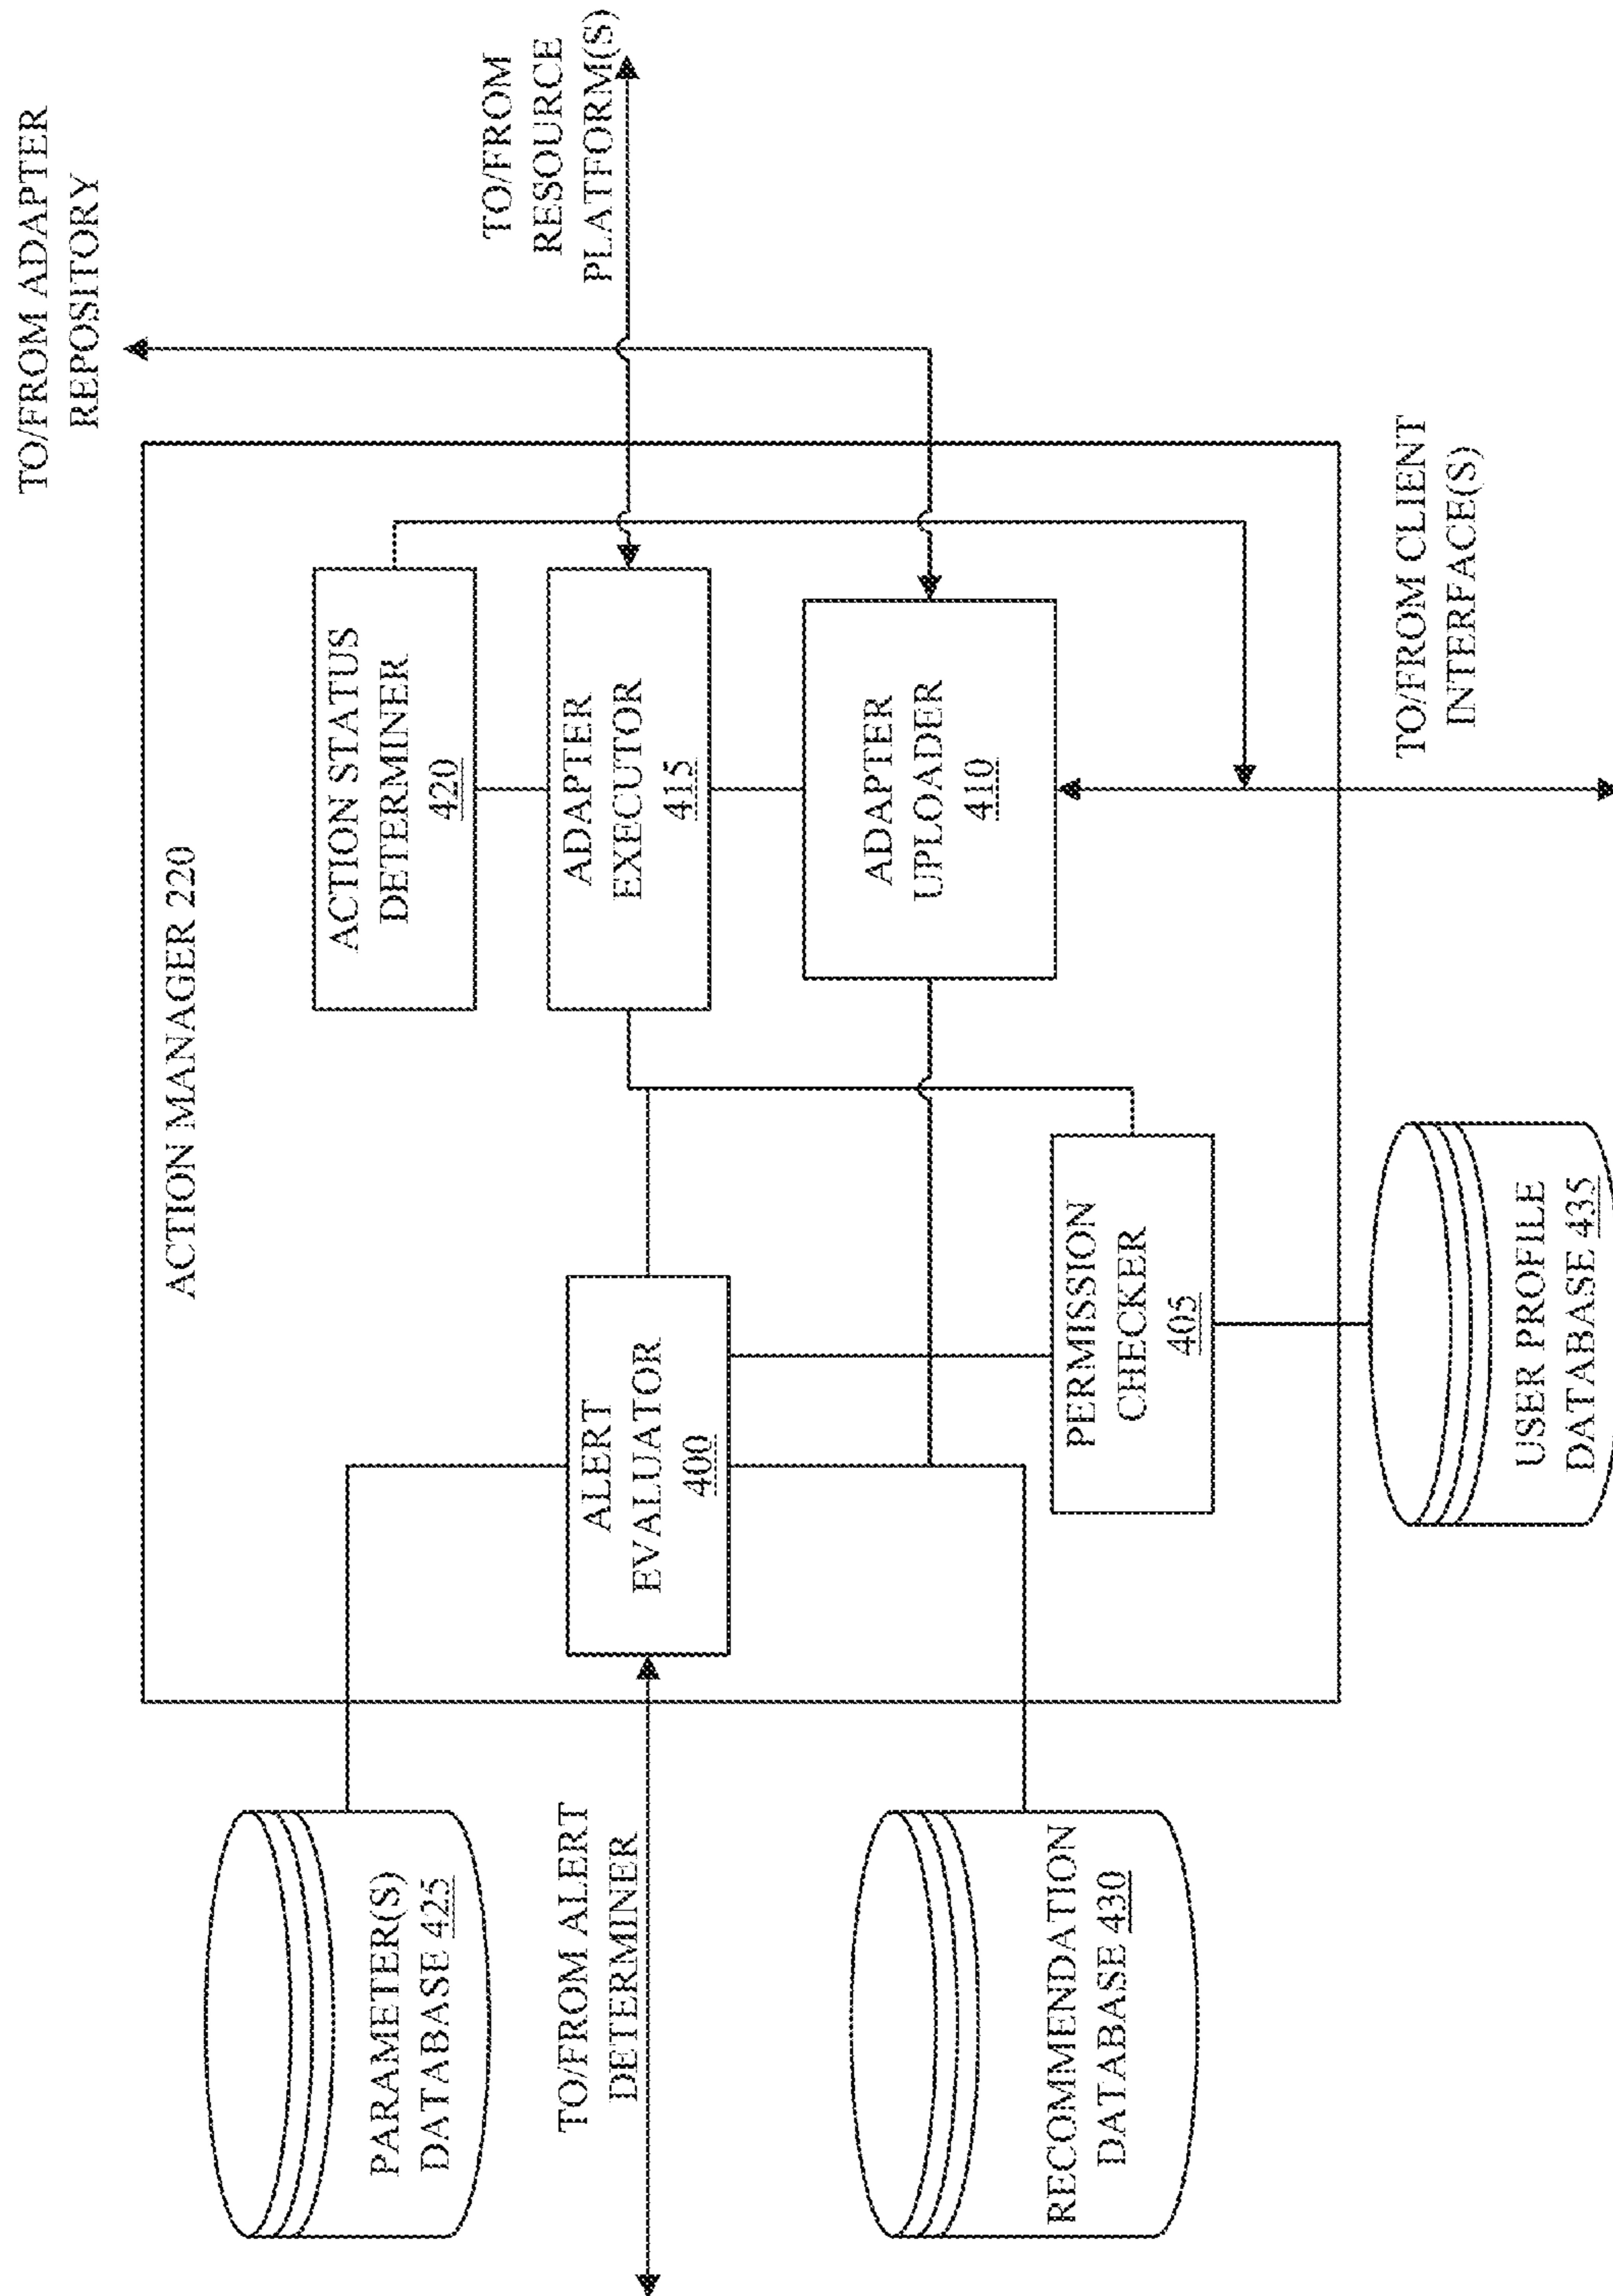 TO/FROM ADAPTER
REPOSITORY
TO/FROM
RESOURCE
PLATFORM(S)
ACTION MANAGER 220
ACTION STATUS
DETERMINER
420
ADAPTER
EXECUTOR
415
ADAPTER
UPLOADER
410
TO/FROM CLIENT
INTERFACE(S)
ALERT
EVALUATOR
400
PERMISSION
CHECKER
405
USER PROFILE
DATABASE 435
PARAMETER(S)
DATABASE 425
TO/FROM ALERT
DETERMINER
RECOMMENDATION
DATABASE 430